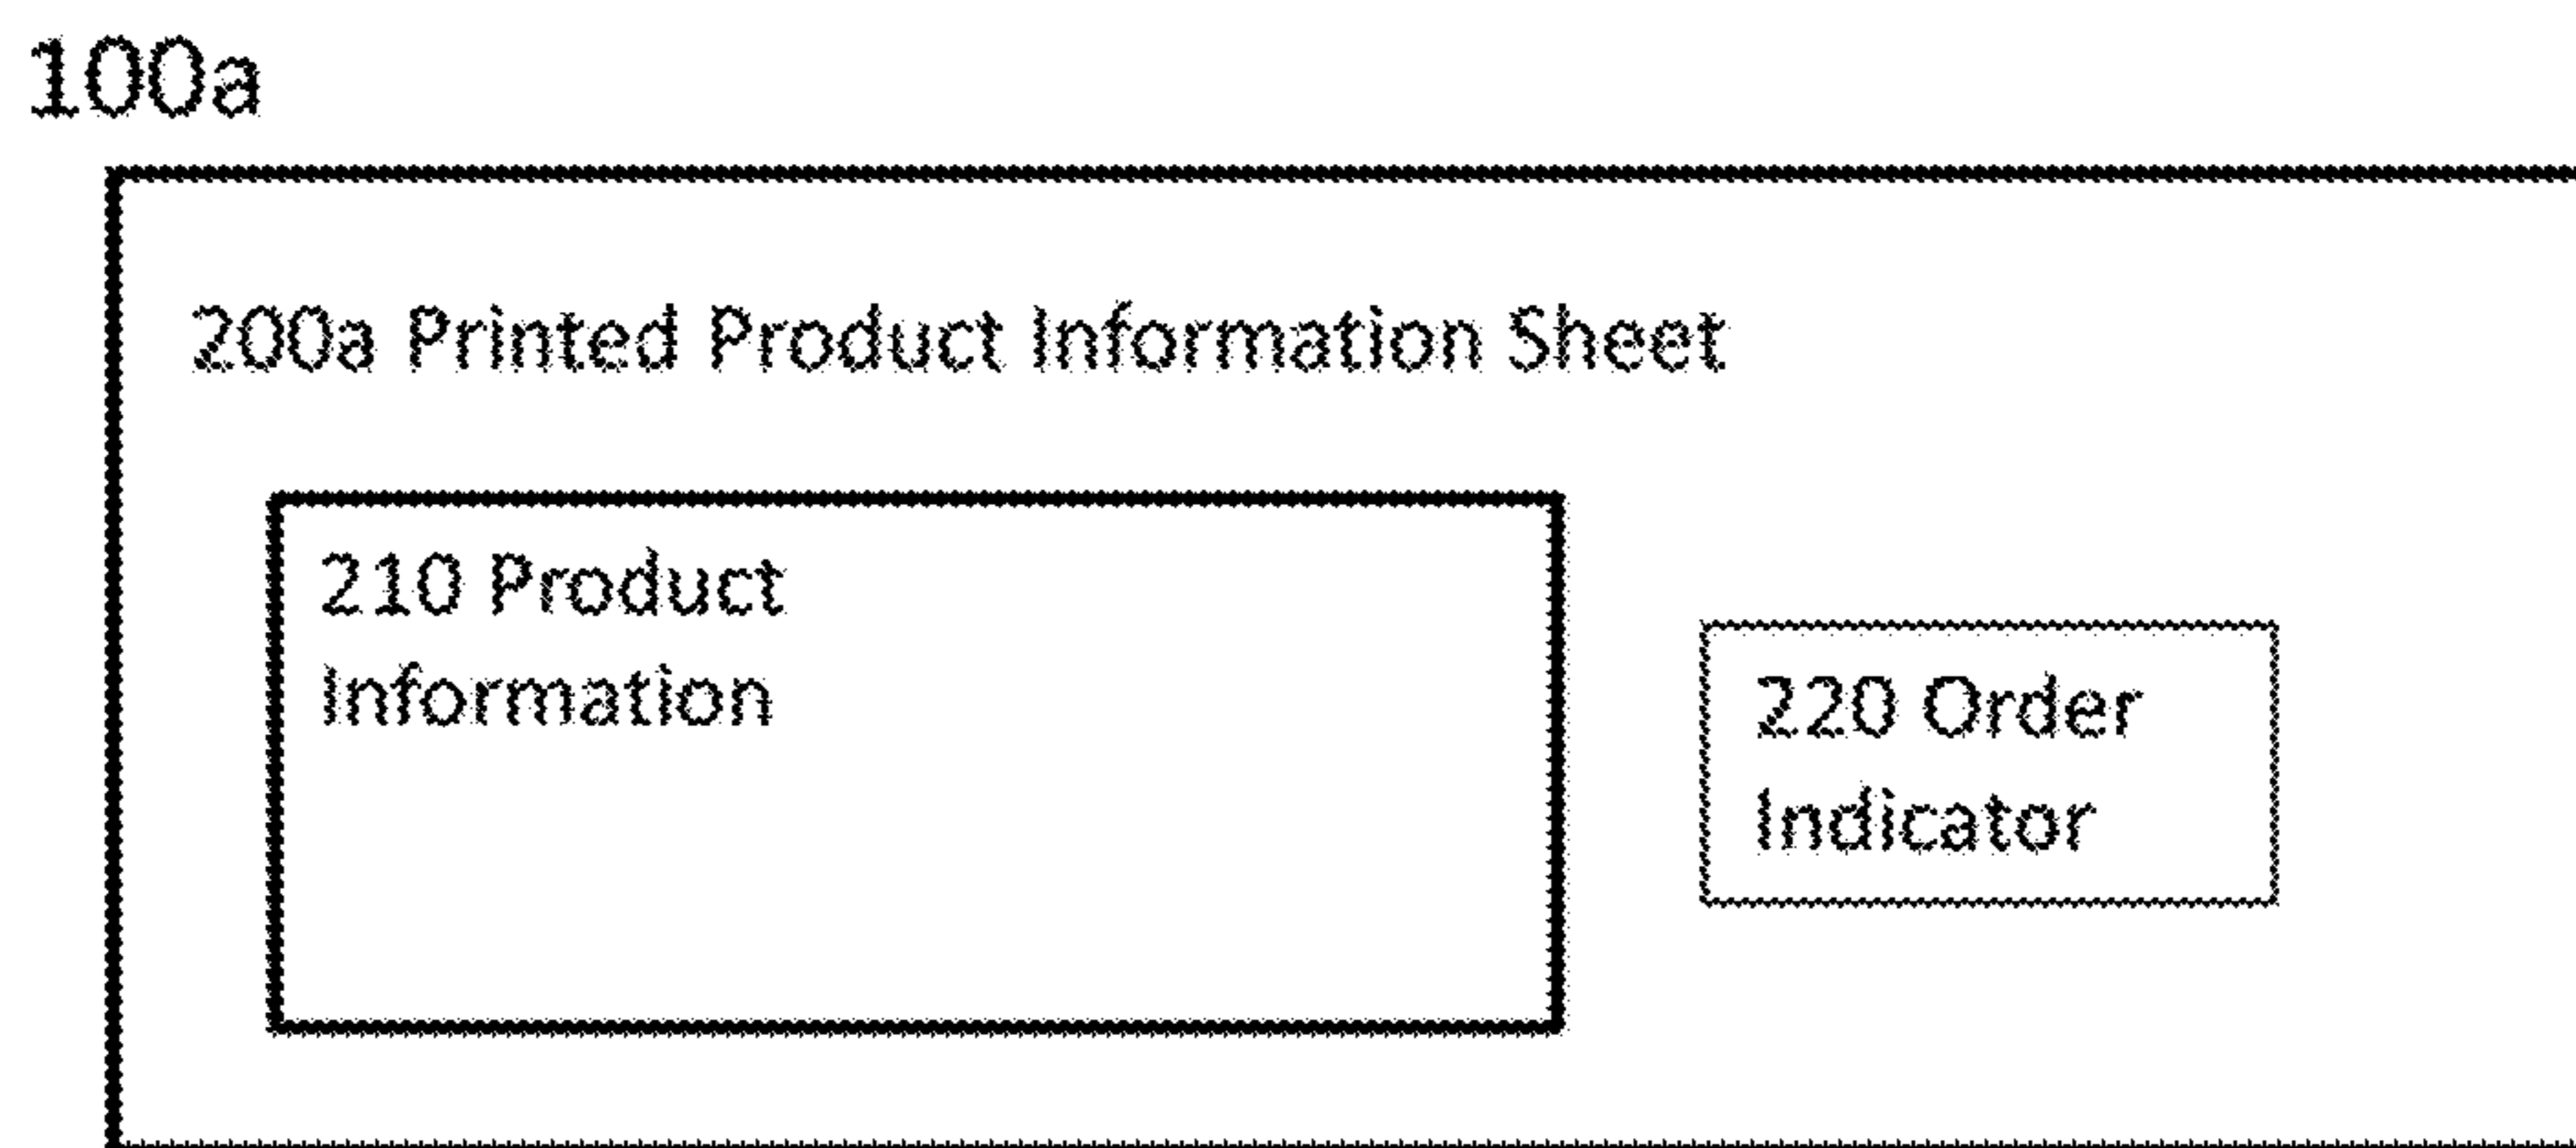 100a
200a Printed Product Information Sheet
210 Product
Information
220 Order
Indicator